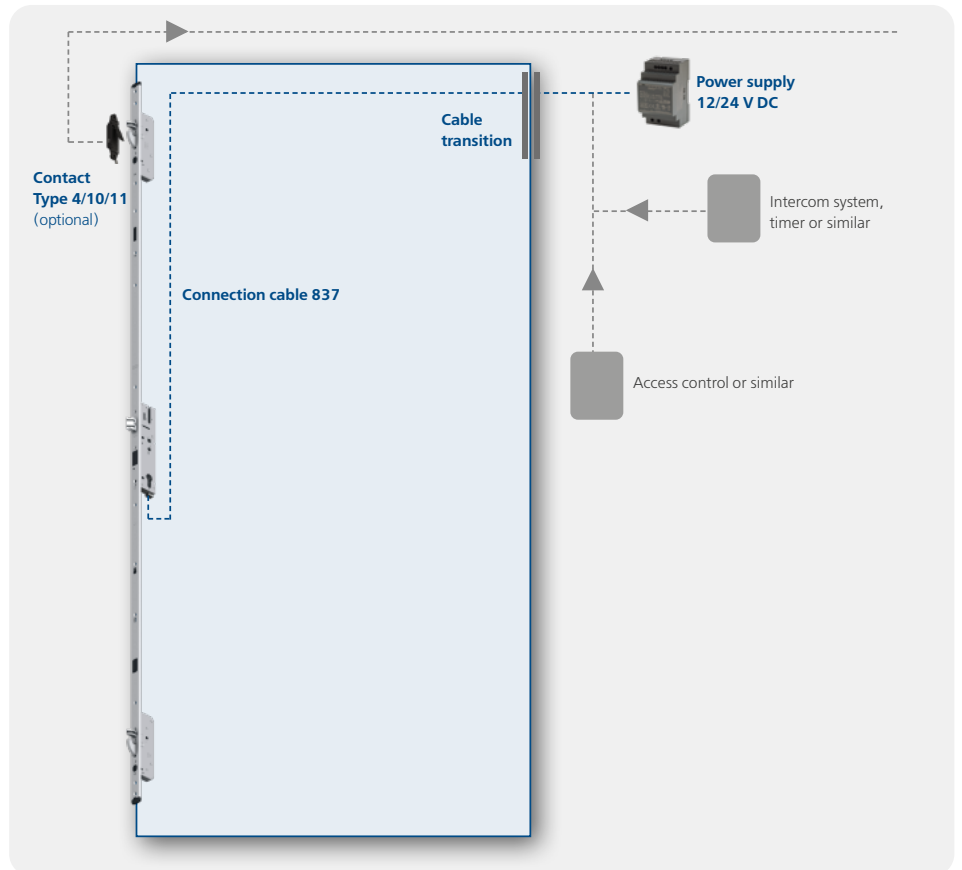 Power supply
12/24 V DC
Cable
transition
Contact
Type 4/10/11
(optional)
Intercom system,
timer or similar
Connection cable 837
Access control or similar